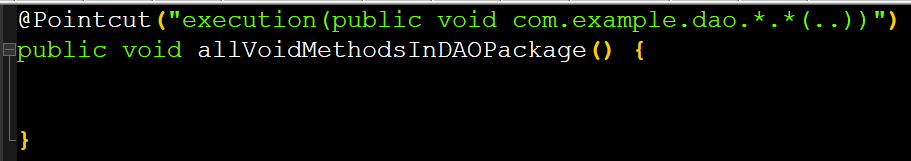 @Pointcut("execution(public void com.example.dao.*.*(..))")
public void allVoidMethodsInDAOPackage() {
}